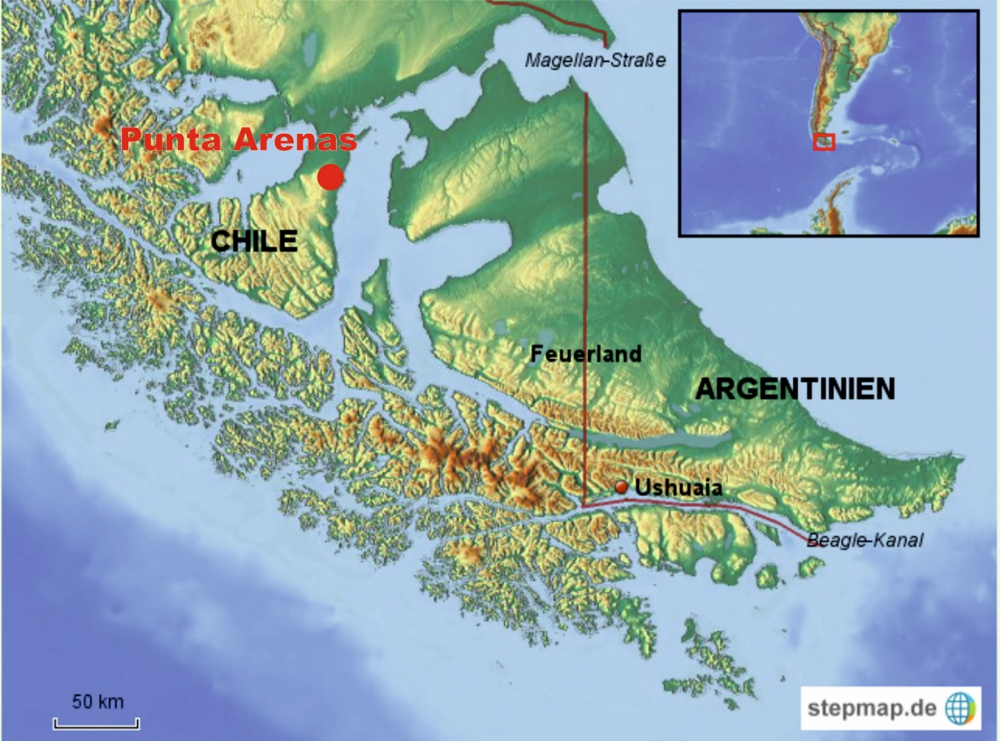 Magellan-Straße
Punta Arenas
CHILE
Feuerland
ARGENTINIEN
Ushuaia
Beagle-Kanal
50 km
stepmap.de